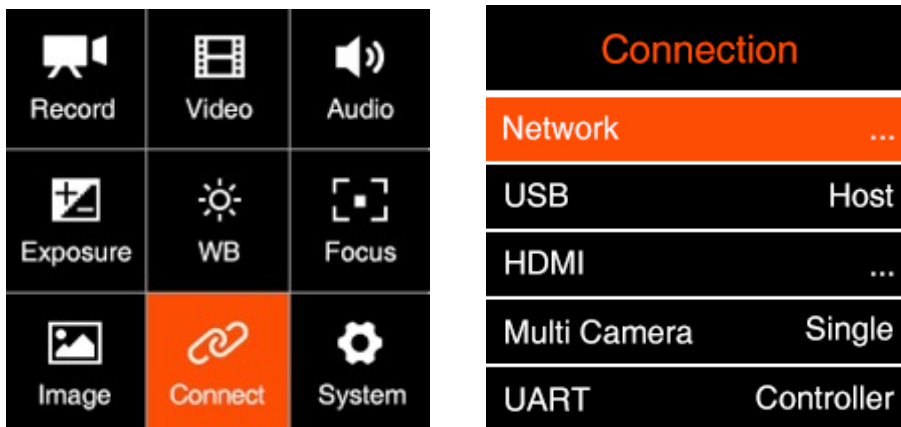 Record Video Audio
Exposure WB Focus
Image Connect System
Connection
Network ...
USB Host
HDMI ...
Multi Camera Single
UART Controller